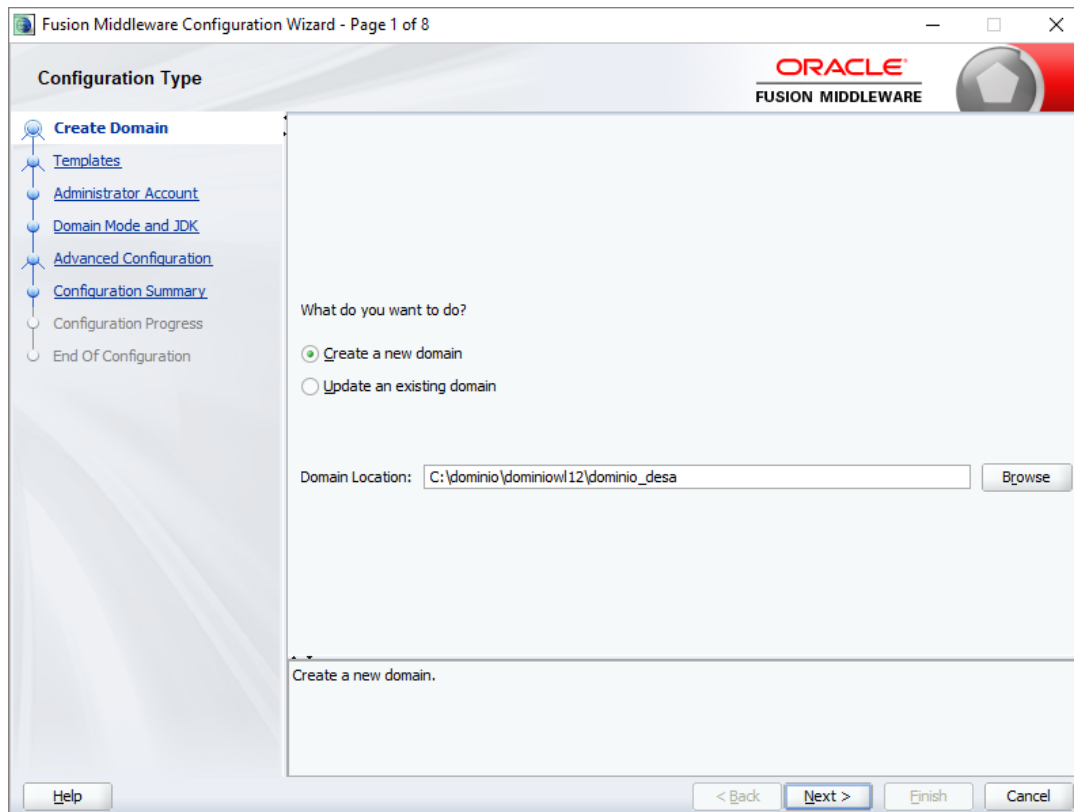 Fusion Middleware Configuration Wizard - Page 1 of 8
Configuration Type
ORACLE
FUSION MIDDLEWARE
Create Domain
Templates
Administrator Account
Domain Mode and JDK
Advanced Configuration
Configuration Summary
Configuration Progress
End Of Configuration
What do you want to do?
Create a new domain
Update an existing domain
Domain Location: C:\dominio\dominiowl12\dominio_desa Browse
Create a new domain.
Help < Back Next > Finish Cancel